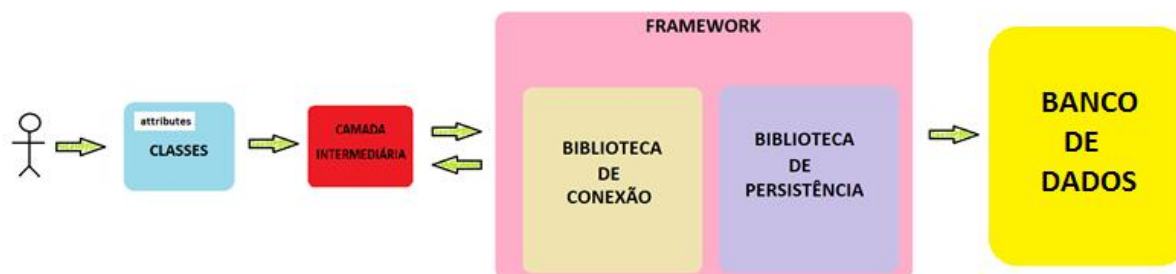 FRAMEWORK
attributes
CLASSES
CAMADA
INTERMEDIÁRIA
BIBLIOTECA
DE
CONEXÃO
BIBLIOTECA
DE
PERSISTÊNCIA
BANCO
DE
DADOS